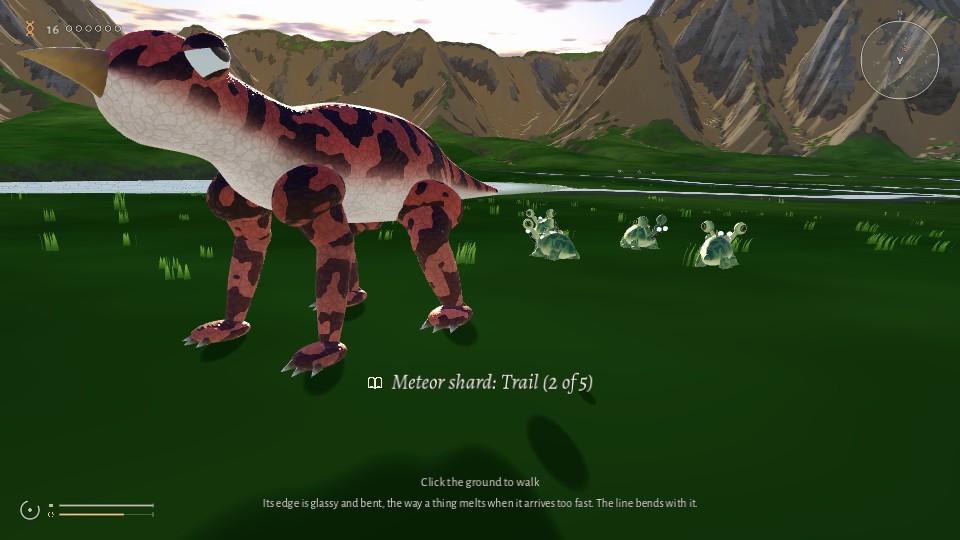 16
N
Meteor shard: Trail (2 of 5)
Click the ground to walk
Its edge is glassy and bent, the way a thing melts when it arrives too fast. The line bends with it.